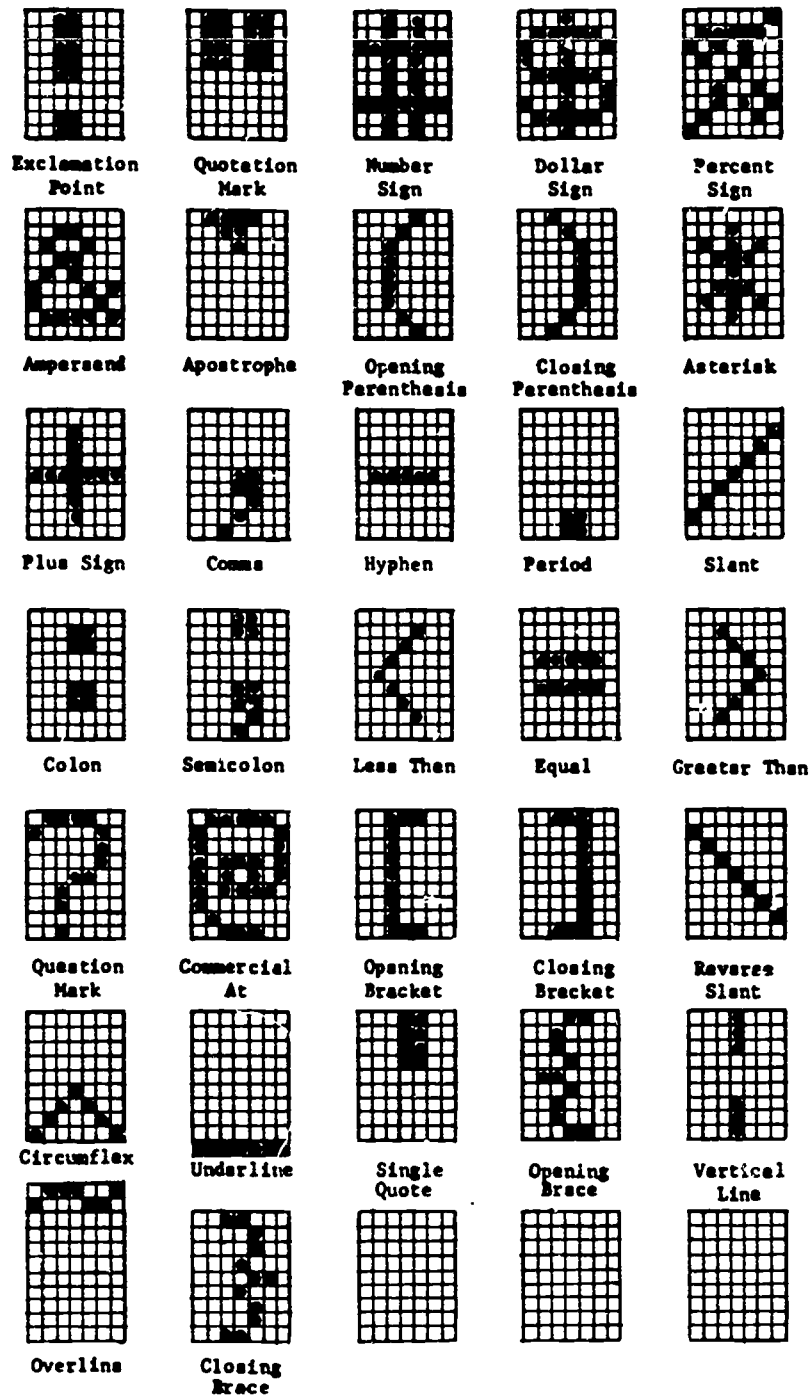 Exclamation
Point
Quotation
Mark
Number
Sign
Dollar
Sign
Percent
Sign
Ampersand
Apostrophe
Opening
Parenthesis
Closing
Parenthesis
Asterisk
Plus Sign
Comma
Hyphen
Period
Slant
Colon
Semicolon
Less Than
Equal
Greater Than
Question
Mark
Commercial
At
Opening
Bracket
Closing
Bracket
Reverse
Slant
Circumflex
Underline
Single
Quote
Opening
Brace
Vertical
Line
Overline
Closing
Brace